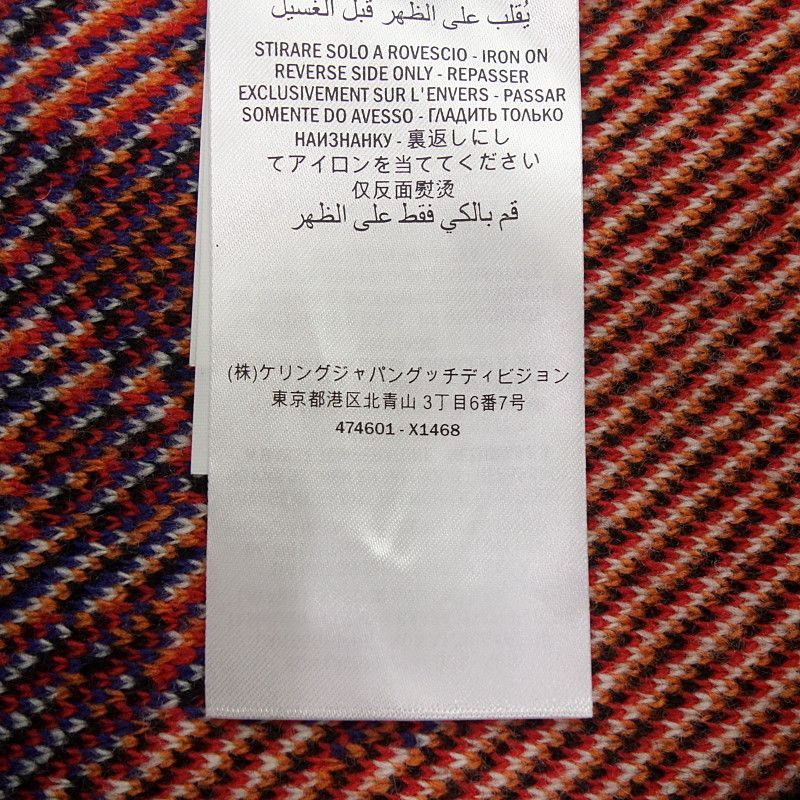 يُقلب على الظهر قبل الغسيل
STIRARE SOLO A ROVESCIO - IRON ON
REVERSE SIDE ONLY - REPASSER
EXCLUSIVEMENT SUR L'ENVERS - PASSAR
SOMENTE DO AVESSO - ГЛАДИТЬ ТОЛЬКО
НАИЗНАНКУ - 裏返しにし
てアイロンを当ててください
仅反面熨烫
قم بالكي فقط على الظهر
(株)ケリングジャパングッチディビジョン
東京都港区北青山 3丁目6番7号
474601 - X1468